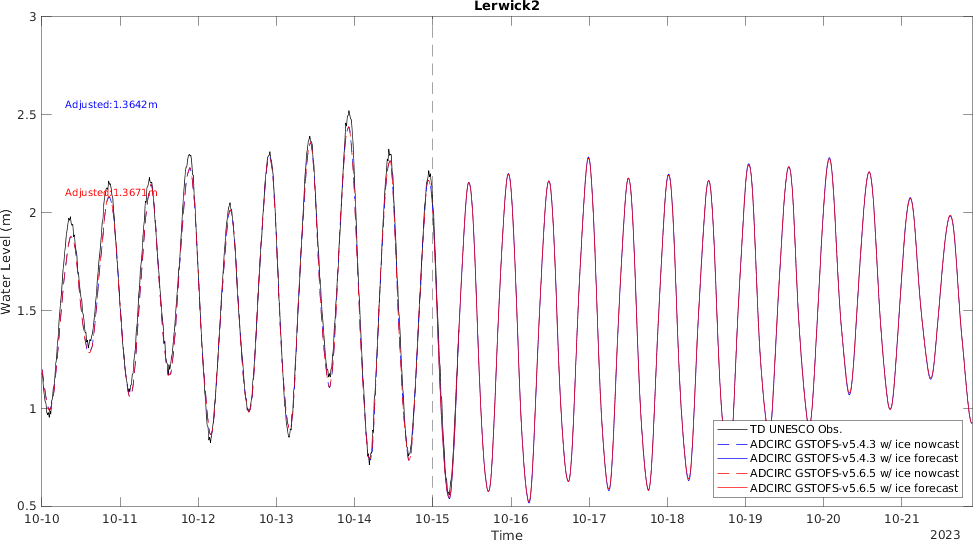 Lerwick2
3
2.5
2
1.5
1
0.5
Water Level (m)
Adjusted:1.3642m
Adjusted:1.3671m
TD UNESCO Obs.
ADCIRC GSTOFS-v5.4.3 w/ ice nowcast
ADCIRC GSTOFS-v5.4.3 w/ ice forecast
ADCIRC GSTOFS-v5.6.5 w/ ice nowcast
ADCIRC GSTOFS-v5.6.5 w/ ice forecast
10-10 10-11 10-12 10-13 10-14 10-15 10-16 10-17 10-18 10-19 10-20 10-21
Time
2023